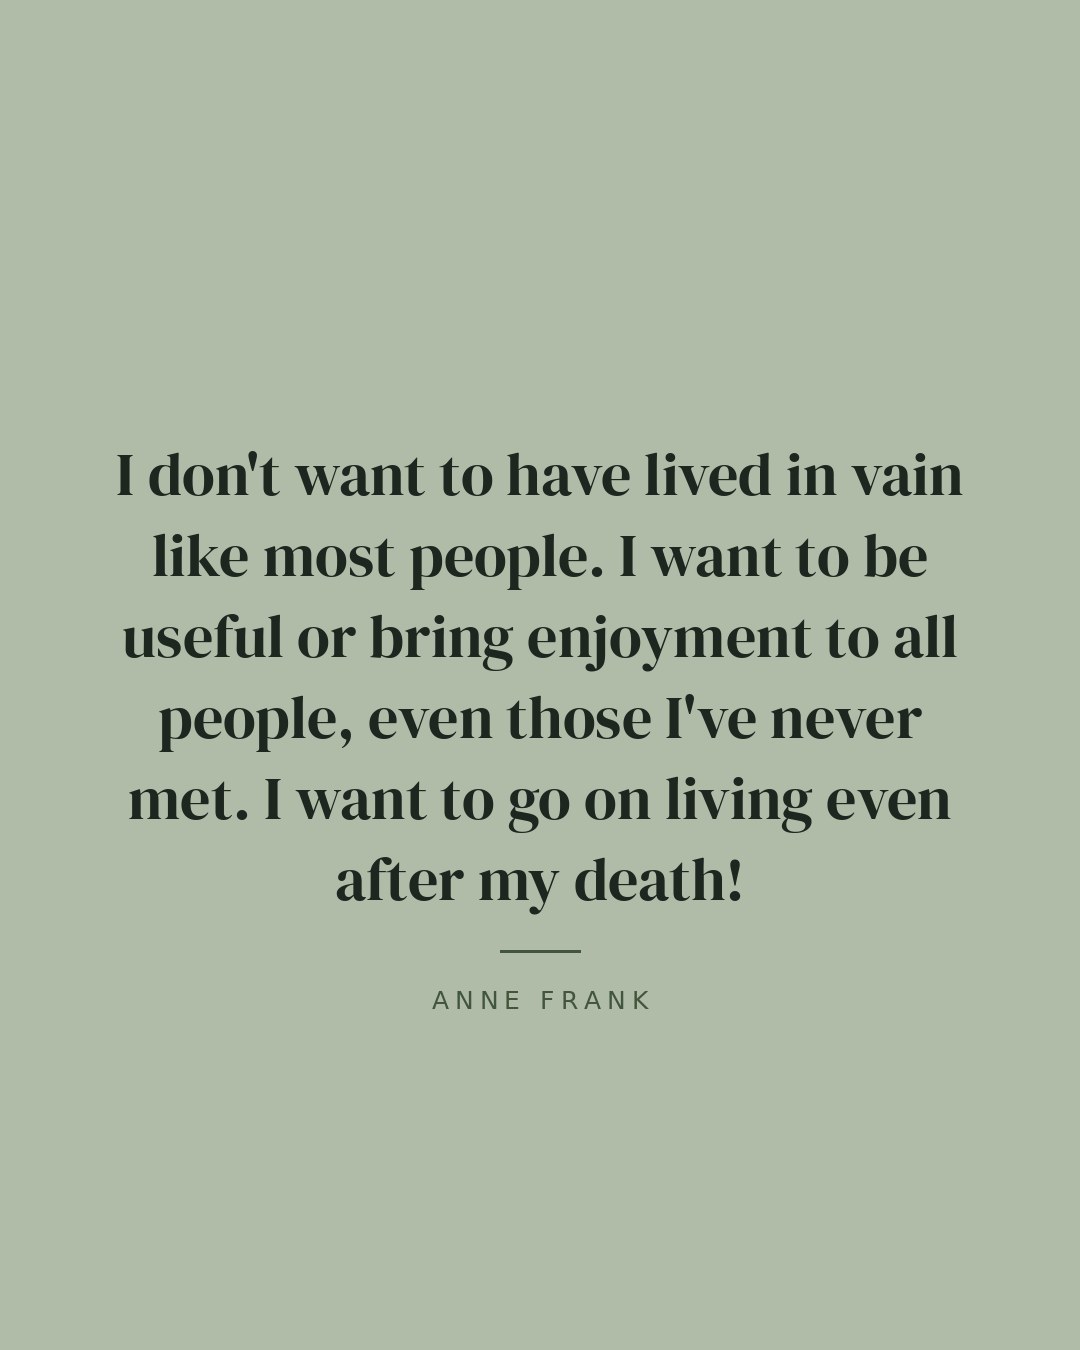 I don't want to have lived in vain
like most people. I want to be
useful or bring enjoyment to all
people, even those I've never
met. I want to go on living even
after my death!
ANNE FRANK